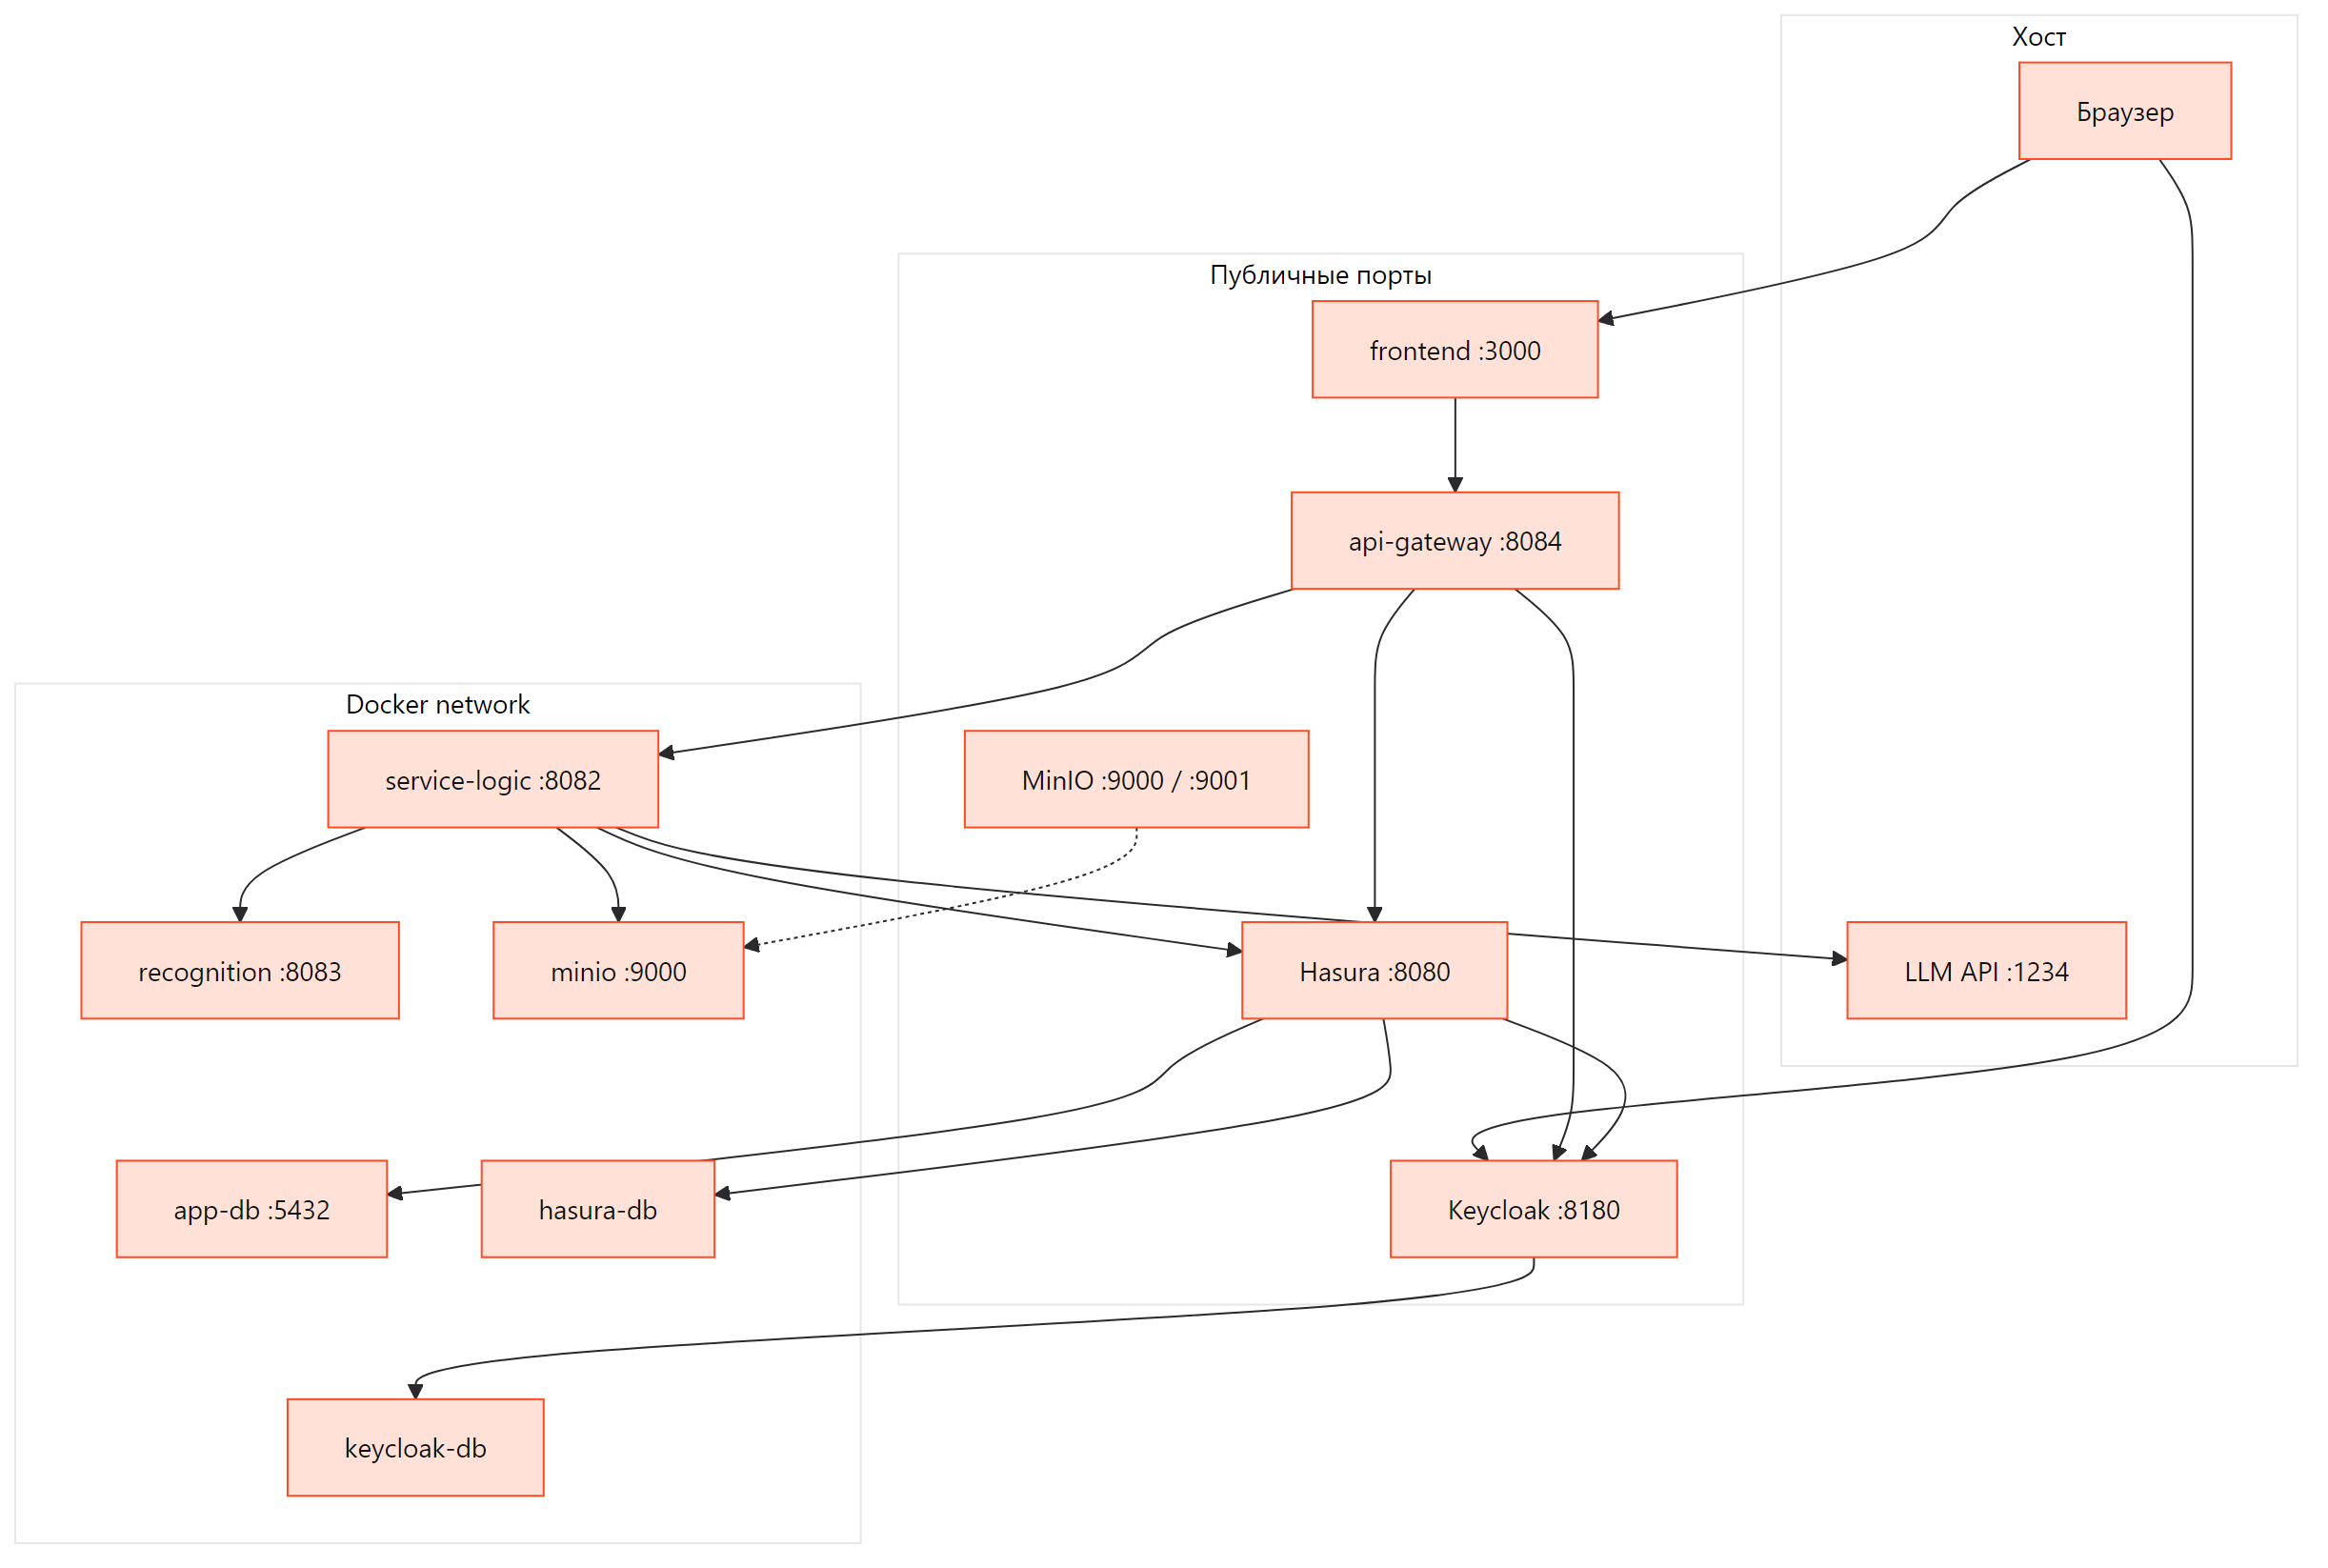 Хост
Браузер
Публичные порты
frontend :3000
api-gateway :8084
Docker network
service-logic :8082
MinIO :9000 / :9001
recognition :8083
minio :9000
Hasura :8080
LLM API :1234
app-db :5432
hasura-db
Keycloak :8180
keycloak-db